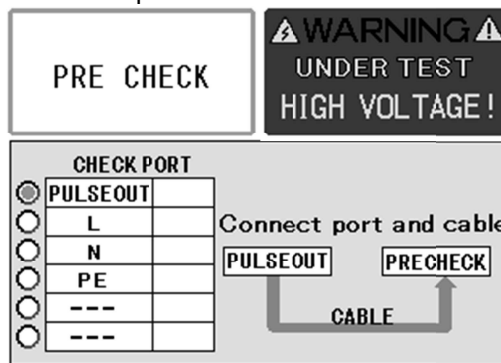 PRE CHECK
WARNING
UNDER TEST
HIGH VOLTAGE!
CHECK PORT
PULSEOUT
L
N
PE
---
---
Connect port and cable
PULSEOUT PRECHECK
CABLE